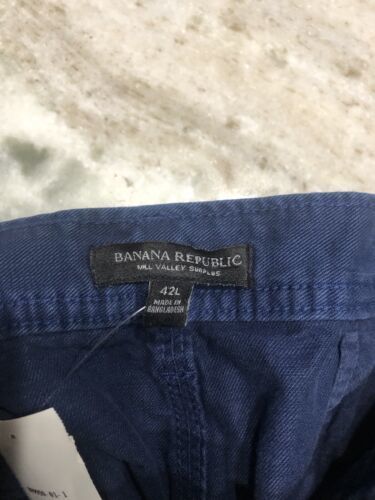 BANANA REPUBLIC
MILL VALLEY SURPLUS
42L
MADE IN
BANGLADESH